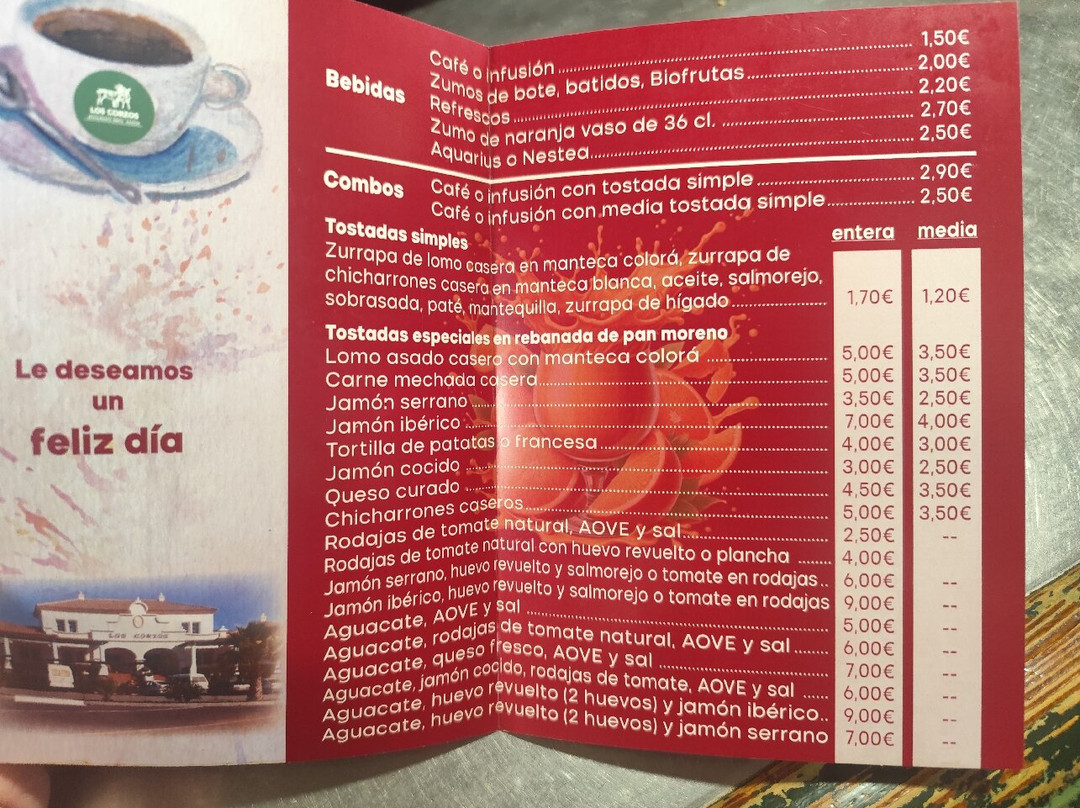 LOS CORZOS
Le deseamos
un
feliz día
LOS CORZOS
Bebidas
Café o infusión 1,50€
Zumos de bote, batidos, Biofrutas 2,00€
Refrescos 2,20€
Zumo de naranja vaso de 36 cl. 2,70€
Aquarius o Nestea 2,50€
Combos
Café o infusión con tostada simple 2,90€
Café o infusión con media tostada simple 2,50€
entera media
Tostadas simples
Zurrapa de lomo casera en manteca colorá, zurrapa de
chicharrones casera en manteca blanca, aceite, salmorejo,
sobrasada, paté, mantequilla, zurrapa de hígado 1,70€ 1,20€
Tostadas especiales en rebanada de pan moreno
Lomo asado casero con manteca colorá 5,00€ 3,50€
Carne mechada casera 5,00€ 3,50€
Jamón serrano 3,50€ 2,50€
Jamón ibérico 7,00€ 4,00€
Tortilla de patatas o francesa 4,00€ 3,00€
Jamón cocido 3,00€ 2,50€
Queso curado 4,50€ 3,50€
Chicharrones caseros 5,00€ 3,50€
Rodajas de tomate natural, AOVE y sal 2,50€ --
Rodajas de tomate natural con huevo revuelto o plancha 4,00€
Jamón serrano, huevo revuelto y salmorejo o tomate en rodajas.. 6,00€ --
Jamón ibérico, huevo revuelto y salmorejo o tomate en rodajas 9,00€ --
Aguacate, AOVE y sal 5,00€ --
Aguacate, rodajas de tomate natural, AOVE y sal 6,00€ --
Aguacate, queso fresco, AOVE y sal 7,00€ --
Aguacate, jamón cocido, rodajas de tomate, AOVE y sal 6,00€ --
Aguacate, huevo revuelto (2 huevos) y jamón ibérico.. 9,00€ --
Aguacate, huevo revuelto (2 huevos) y jamón serrano 7,00€ --